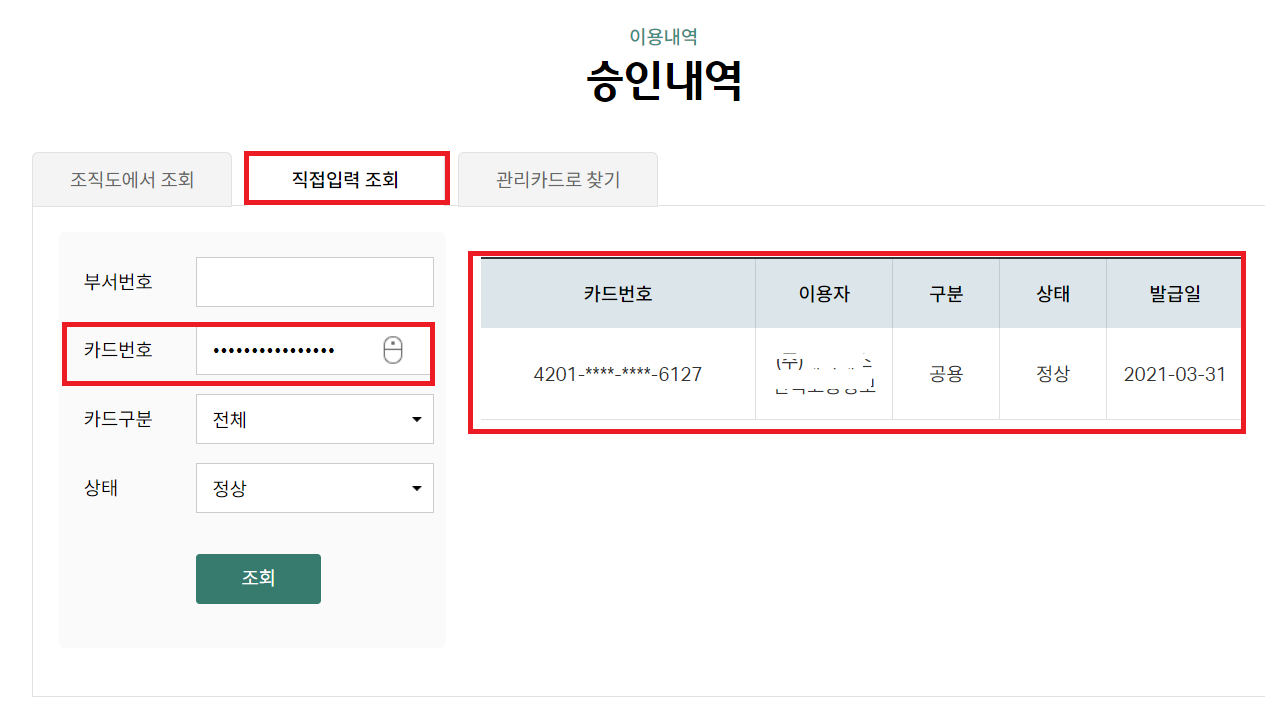 이용내역
승인내역
조직도에서 조회
직접입력 조회
관리카드로 찾기
부서번호
카드번호 ••••••••••••••••
카드구분 전체
상태 정상
조회
카드번호 이용자 구분 상태 발급일
4201-****-****-6127 (주) 공용 정상 2021-03-31